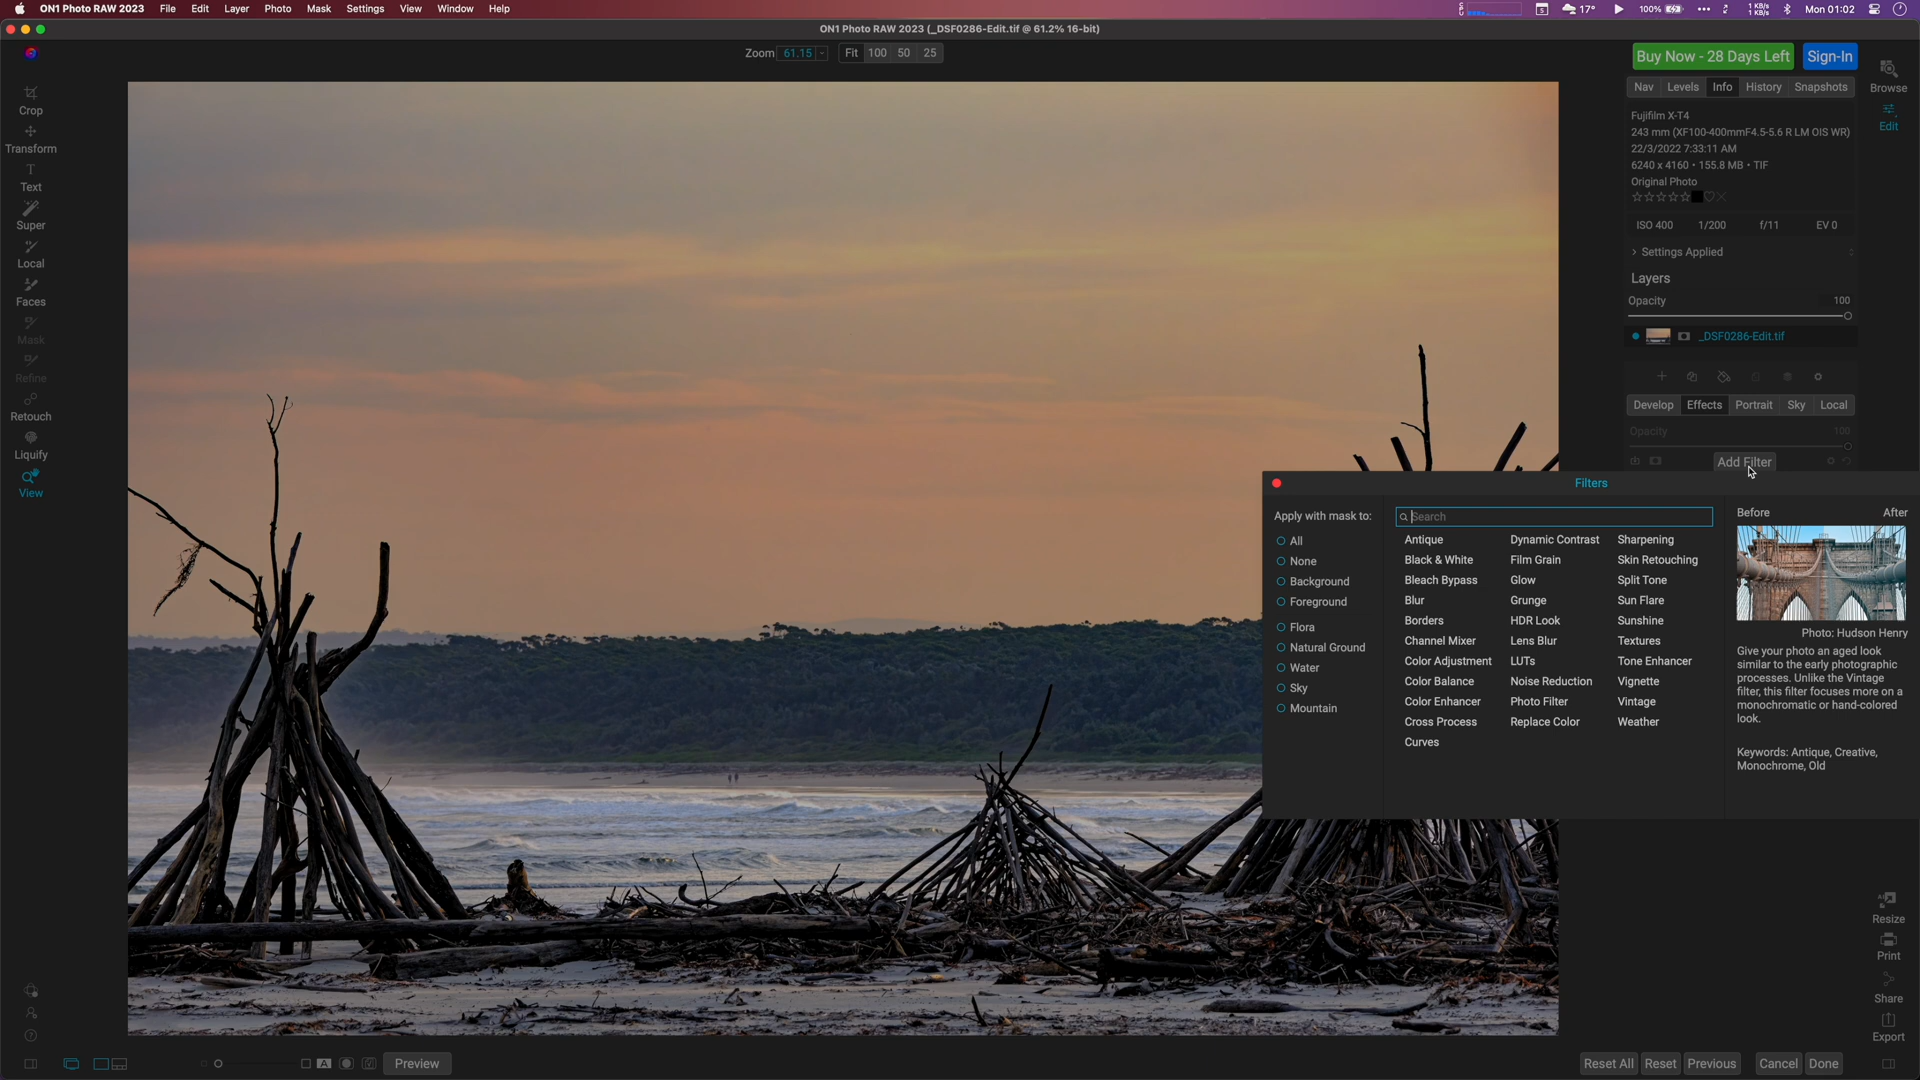 ON1 Photo RAW 2023 File Edit Layer Photo Mask Settings View Window Help
17° 100% 1 KB/s 1 KB/s Mon 01:02
ON1 Photo RAW 2023 (_DSF0286-Edit.tif @ 61.2% 16-bit)
Zoom 61.15 Fit 100 50 25
Buy Now - 28 Days Left Sign-In
Browse
Edit
Nav Levels Info History Snapshots
Fujifilm X-T4
243 mm (XF100-400mmF4.5-5.6 R LM OIS WR)
22/3/2022 7:33:11 AM
6240 x 4160 • 155.8 MB • TIF
Original Photo
ISO 400 1/200 f/11 EV 0
Settings Applied
Layers
Opacity 100
_DSF0286-Edit.tif
Develop Effects Portrait Sky Local
Opacity 100
Add Filter
Crop
Transform
Text
Super
Local
Faces
Mask
Refine
Retouch
Liquify
View
Filters
Apply with mask to:
All
None
Background
Foreground
Flora
Natural Ground
Water
Sky
Mountain
Search
Antique Dynamic Contrast Sharpening
Black & White Film Grain Skin Retouching
Bleach Bypass Glow Split Tone
Blur Grunge Sun Flare
Borders HDR Look Sunshine
Channel Mixer Lens Blur Textures
Color Adjustment LUTs Tone Enhancer
Color Balance Noise Reduction Vignette
Color Enhancer Photo Filter Vintage
Cross Process Replace Color Weather
Curves
Before After
Photo: Hudson Henry
Give your photo an aged look
similar to the early photographic
processes. Unlike the Vintage
filter, this filter focuses more on a
monochromatic or hand-colored
look.
Keywords: Antique, Creative,
Monochrome, Old
Resize
Print
Share
Export
A Preview
Reset All Reset Previous Cancel Done